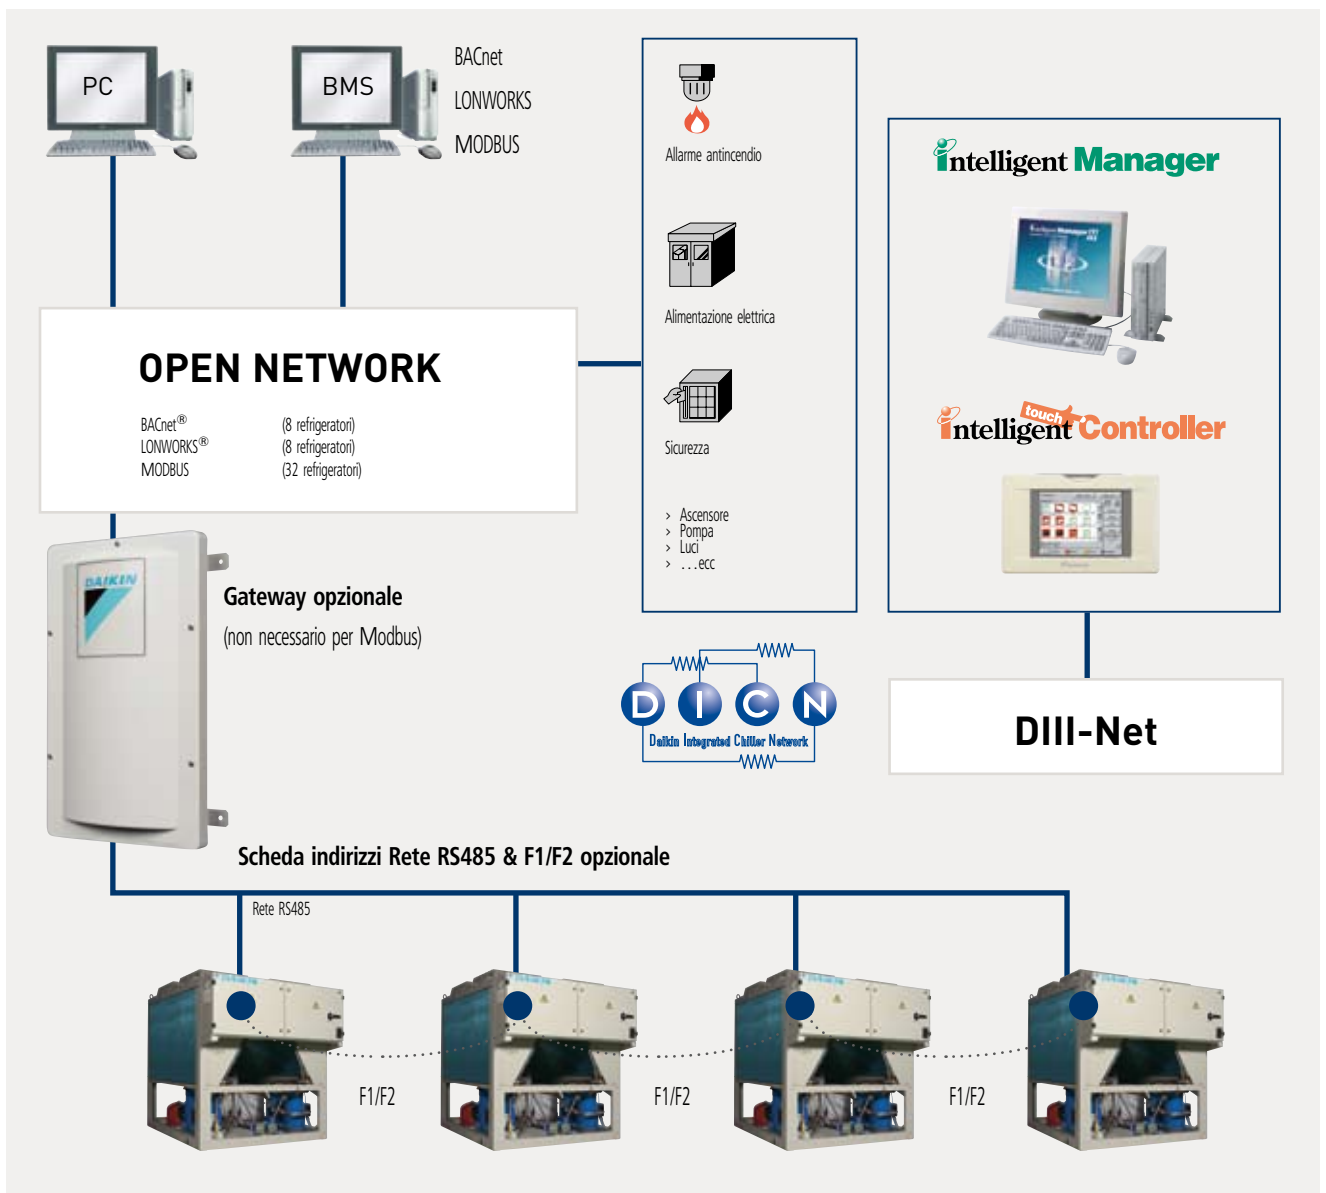 PC
BMS
BACnet
LONWORKS
MODBUS
Allarme antincendio
Alimentazione elettrica
Sicurezza
› Ascensore
› Pompa
› Luci
› ...ecc
intelligent Manager
intelligent touch Controller
OPEN NETWORK
BACnet® (8 refrigeratori)
LONWORKS® (8 refrigeratori)
MODBUS (32 refrigeratori)
DAIKIN
Gateway opzionale
(non necessario per Modbus)
D I C N
Daikin Integrated Chiller Network
DIII-Net
Scheda indirizzi Rete RS485 & F1/F2 opzionale
Rete RS485
F1/F2
F1/F2
F1/F2